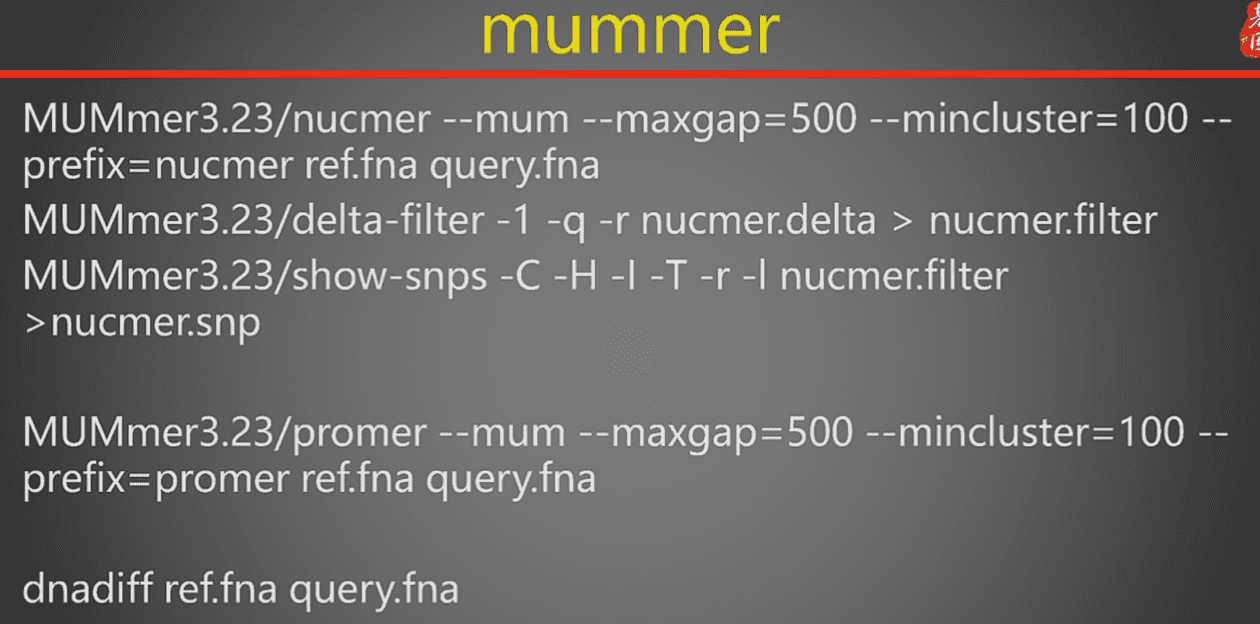 mummer
MUMmer3.23/nucmer --mum --maxgap=500 --mincluster=100 --
prefix=nucmer ref.fna query.fna
MUMmer3.23/delta-filter -1 -q -r nucmer.delta > nucmer.filter
MUMmer3.23/show-snps -C -H -I -T -r -l nucmer.filter
>nucmer.snp
MUMmer3.23/promer --mum --maxgap=500 --mincluster=100 --
prefix=promer ref.fna query.fna
dnadiff ref.fna query.fna